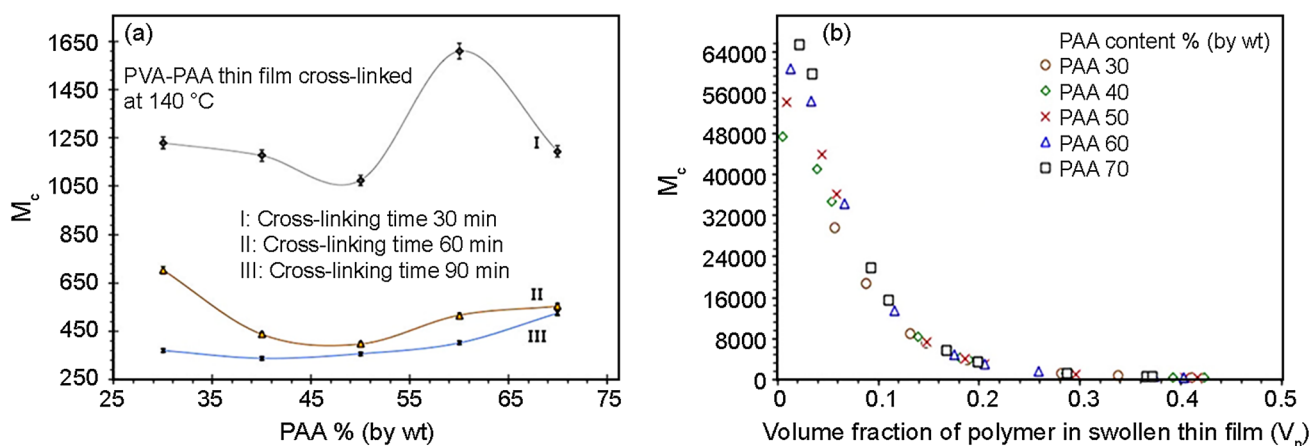 (a)
PVA-PAA thin film cross-linked
at 140 °C
I: Cross-linking time 30 min
II: Cross-linking time 60 min
III: Cross-linking time 90 min
I
II
III
Mc
1650
1450
1250
1050
850
650
450
250
25 35 45 55 65 75
PAA % (by wt)
(b)
PAA content % (by wt)
PAA 30
PAA 40
PAA 50
PAA 60
PAA 70
Mc
64000
56000
48000
40000
32000
24000
16000
8000
0
0 0.1 0.2 0.3 0.4 0.5
Volume fraction of polymer in swollen thin film (Vp)